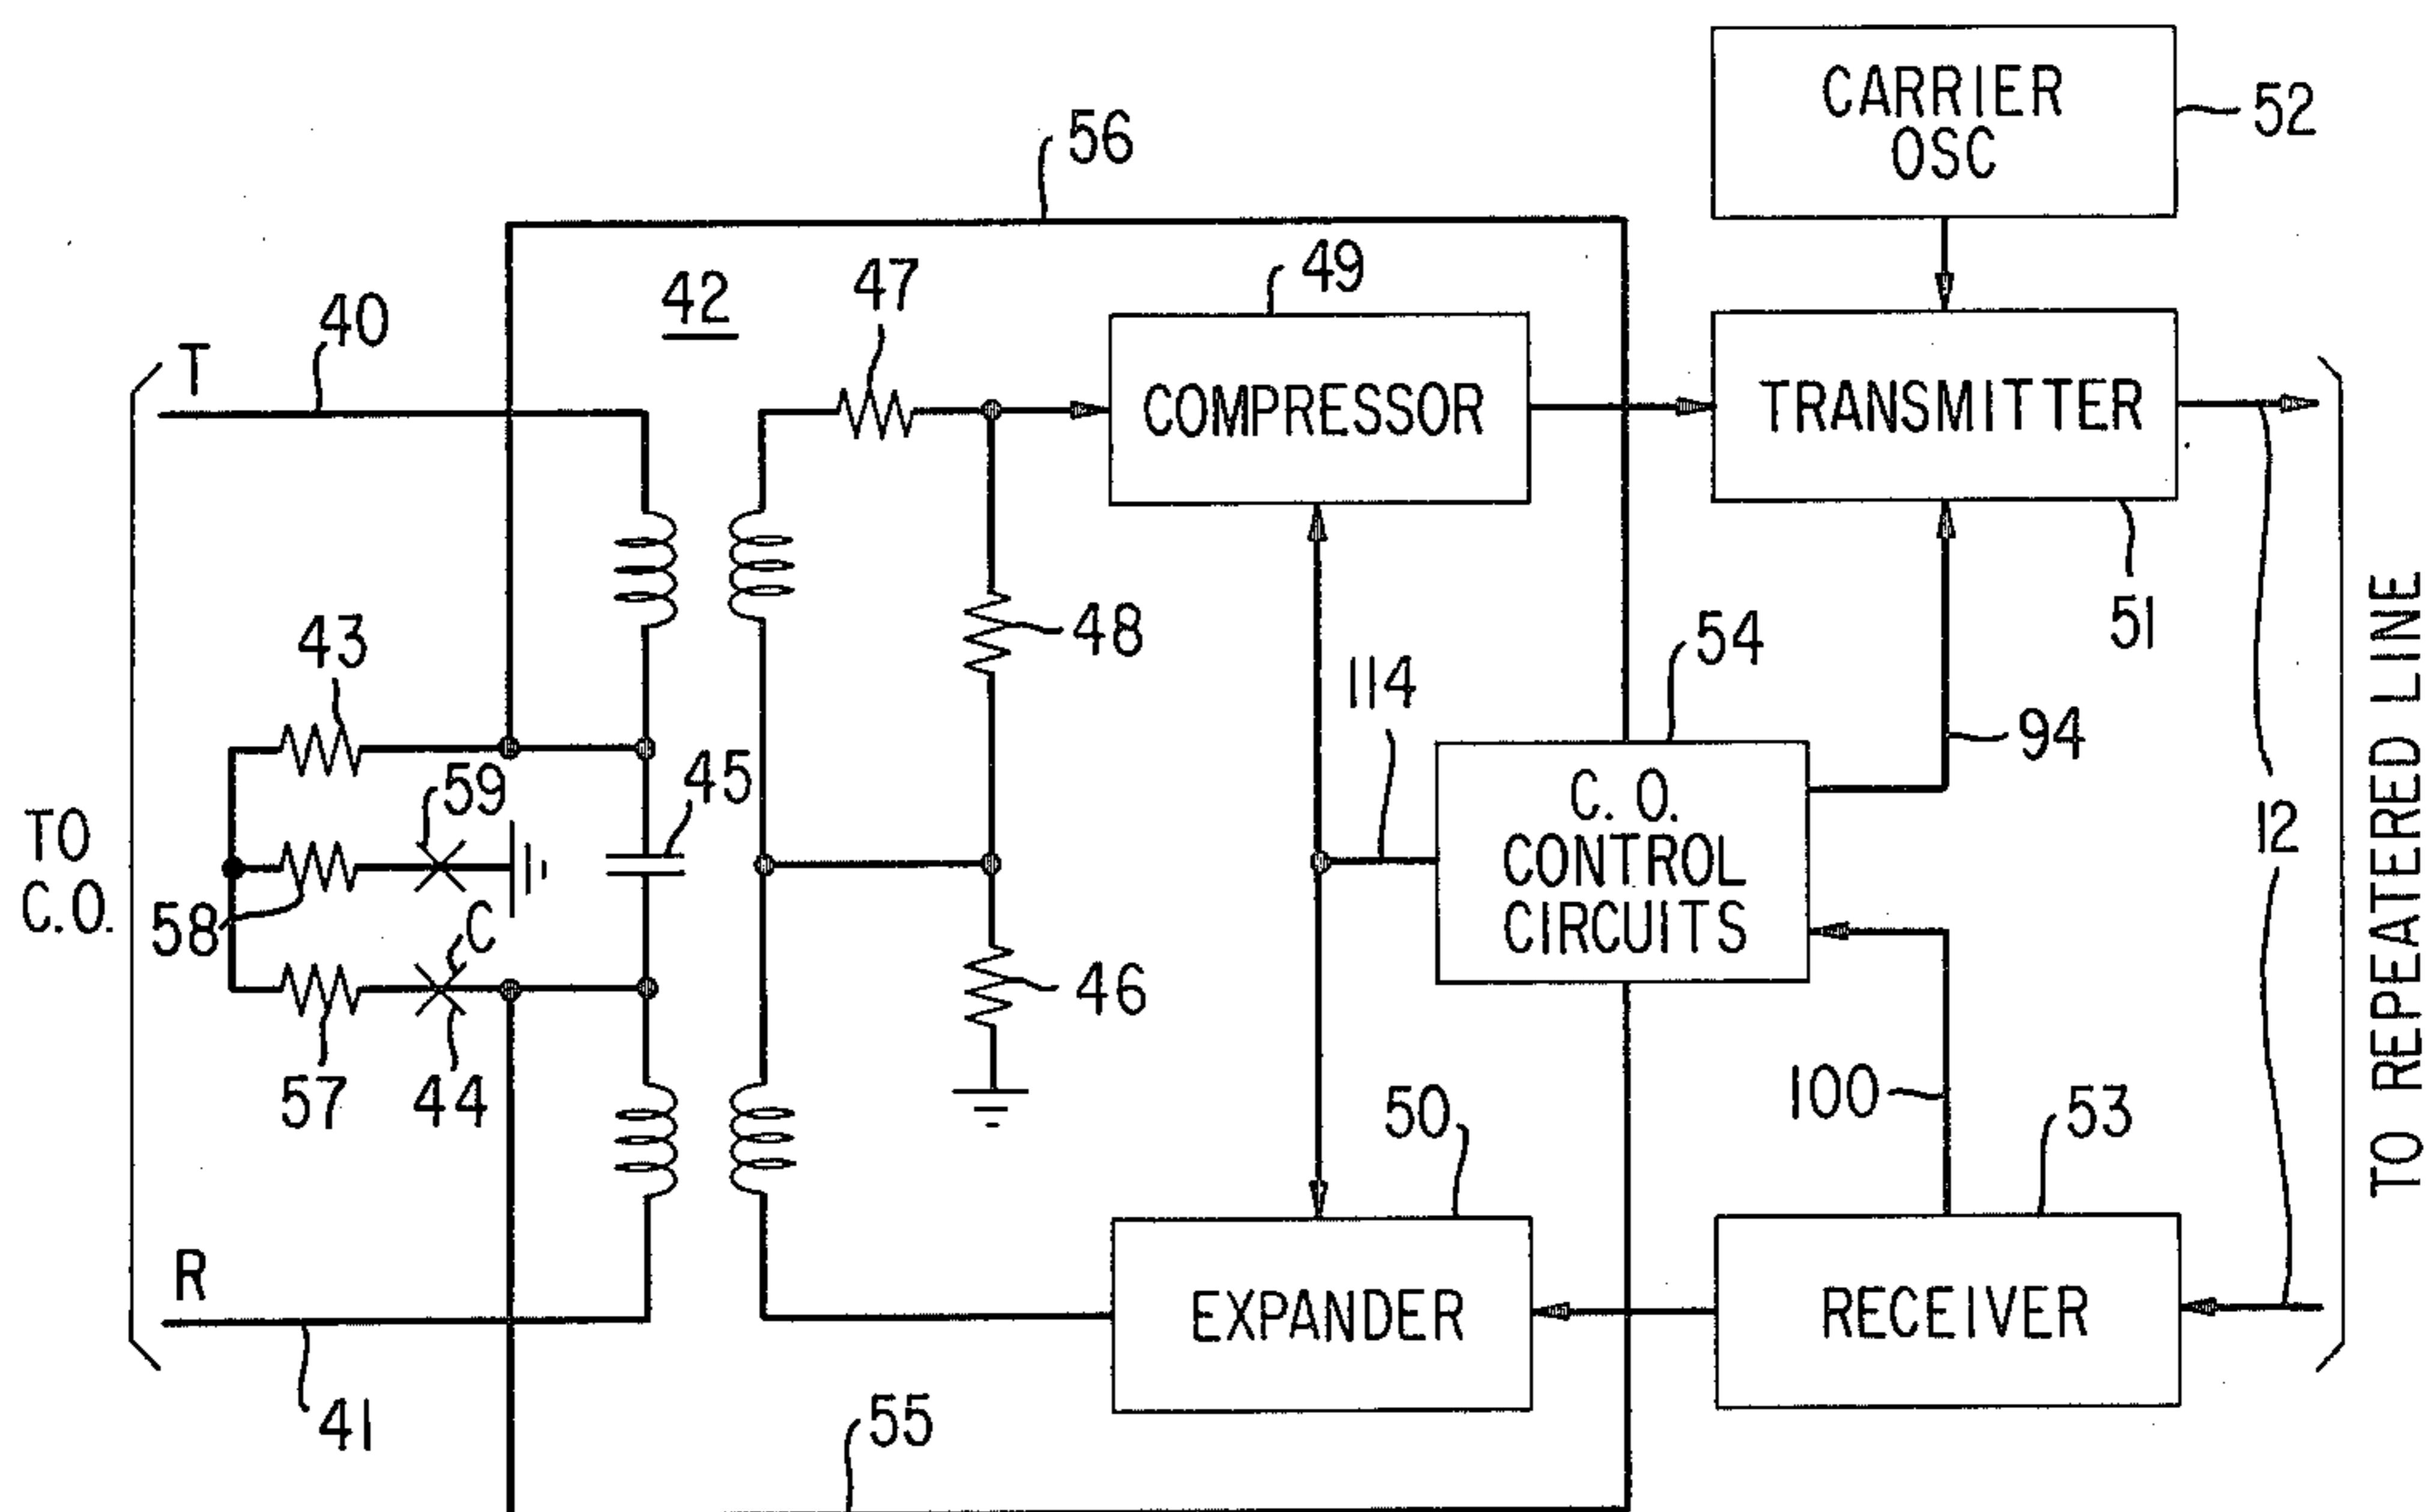 CARRIER
OSC
52
56
42
47
49
40
T
COMPRESSOR
TRANSMITTER
43
48
114
54
51
94
12
59
45
TO
C.O.
58
C
C. O.
CONTROL
CIRCUITS
57
44
46
100
50
53
R
EXPANDER
RECEIVER
41
55
TO REPEATERED LINE